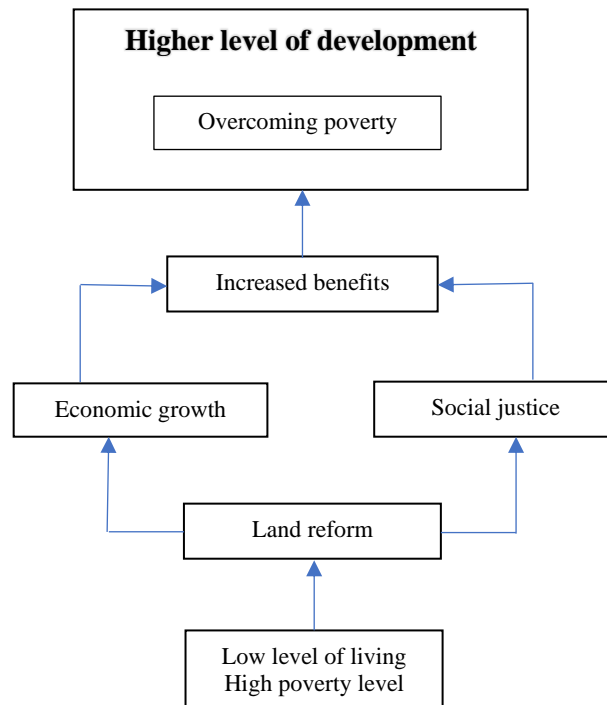 Higher level of development
Overcoming poverty
Increased benefits
Economic growth
Social justice
Land reform
Low level of living
High poverty level